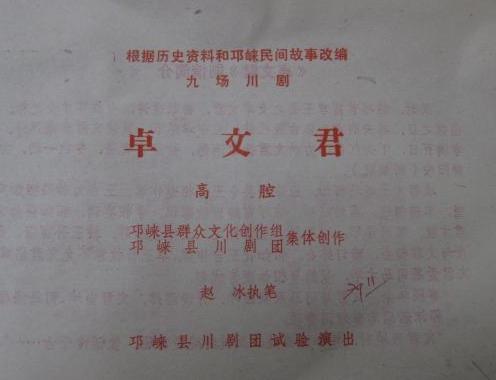 根据历史资料和邛崃民间故事改编
九场川剧
卓文君
高腔
邛崃县群众文化创作组
邛崃县川剧团
集体创作
赵冰执笔
邛崃县川剧团试验演出